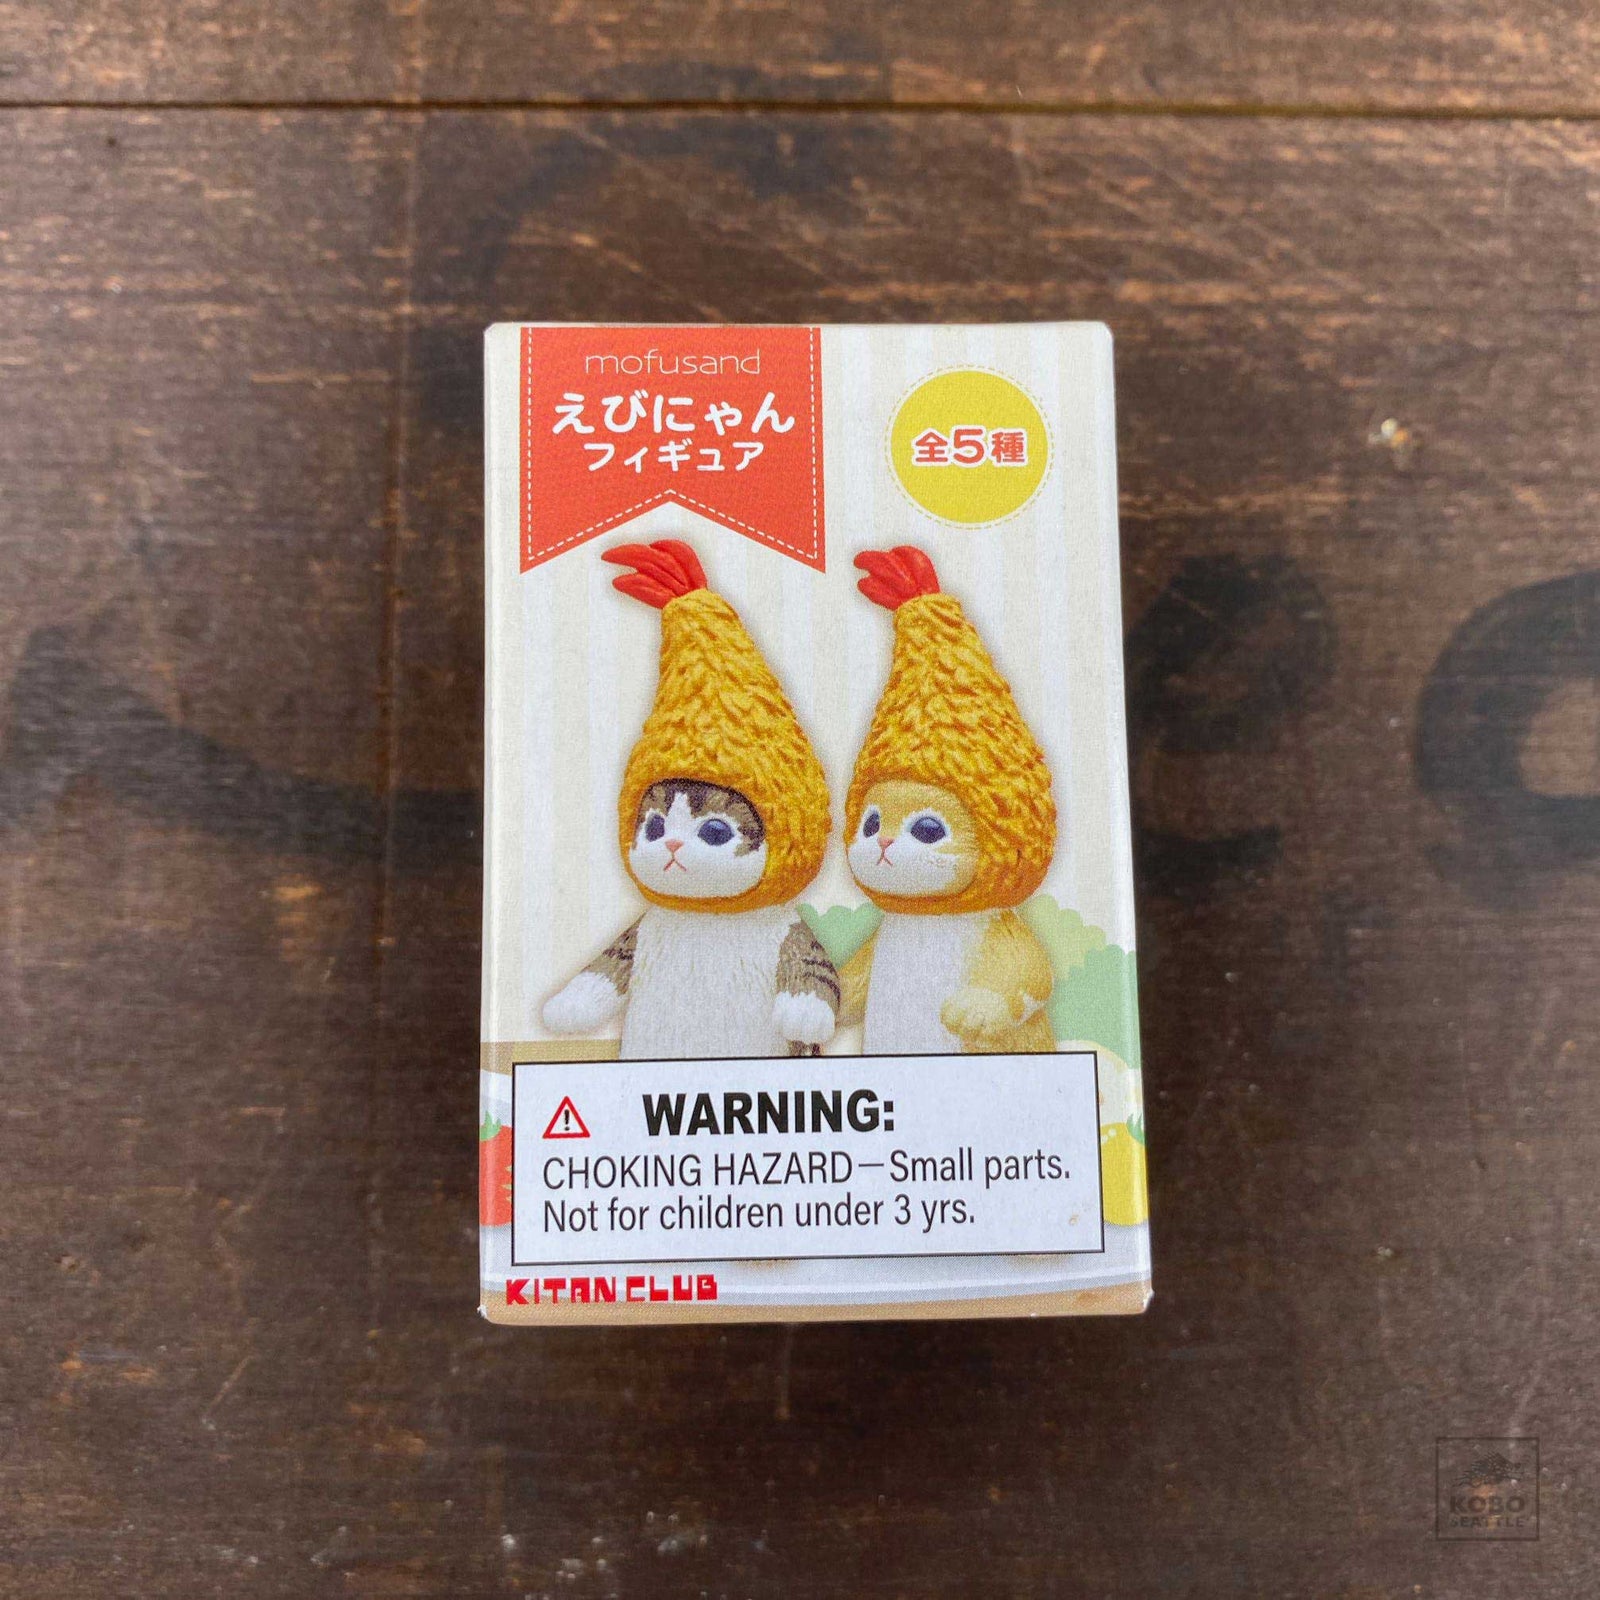 mofusand
えびにゃん
フィギュア
全5種
WARNING:
CHOKING HAZARD—Small parts.
Not for children under 3 yrs.
KITAN CLUB
KOBO
SEATTLE